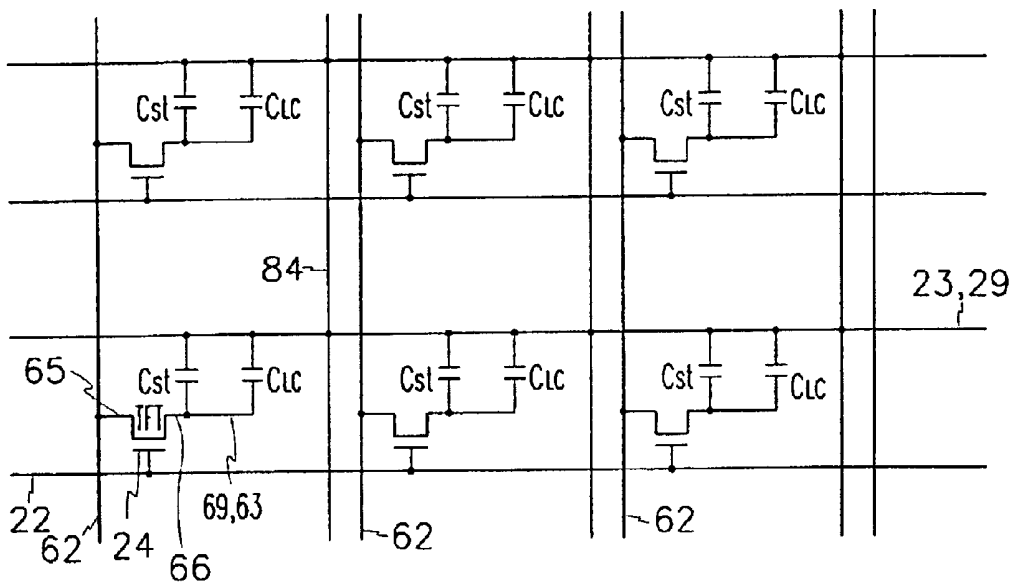 Cst CLC Cst CLC Cst CLC
84
23,29
65 Cst CLC Cst CLC Cst CLC
TFT
22 62 24 66 69,63 62 62